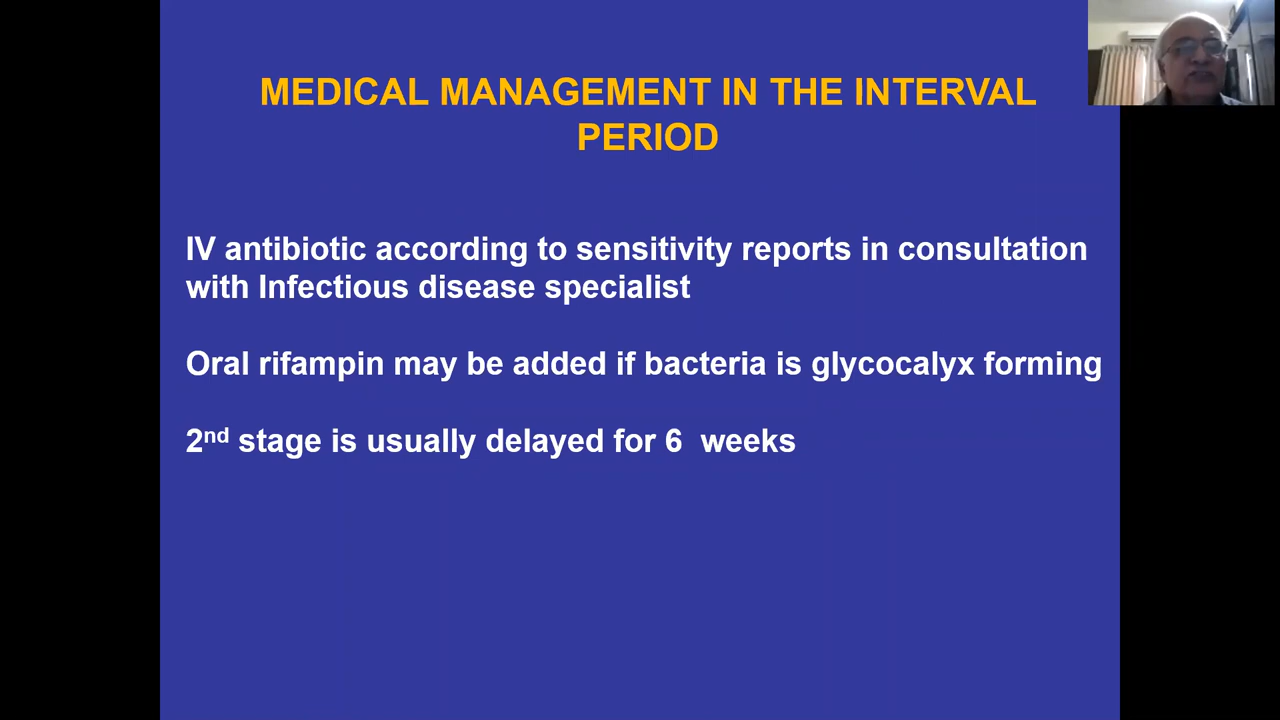 MEDICAL MANAGEMENT IN THE INTERVAL
PERIOD
IV antibiotic according to sensitivity reports in consultation
with Infectious disease specialist
Oral rifampin may be added if bacteria is glycocalyx forming
2nd stage is usually delayed for 6  weeks